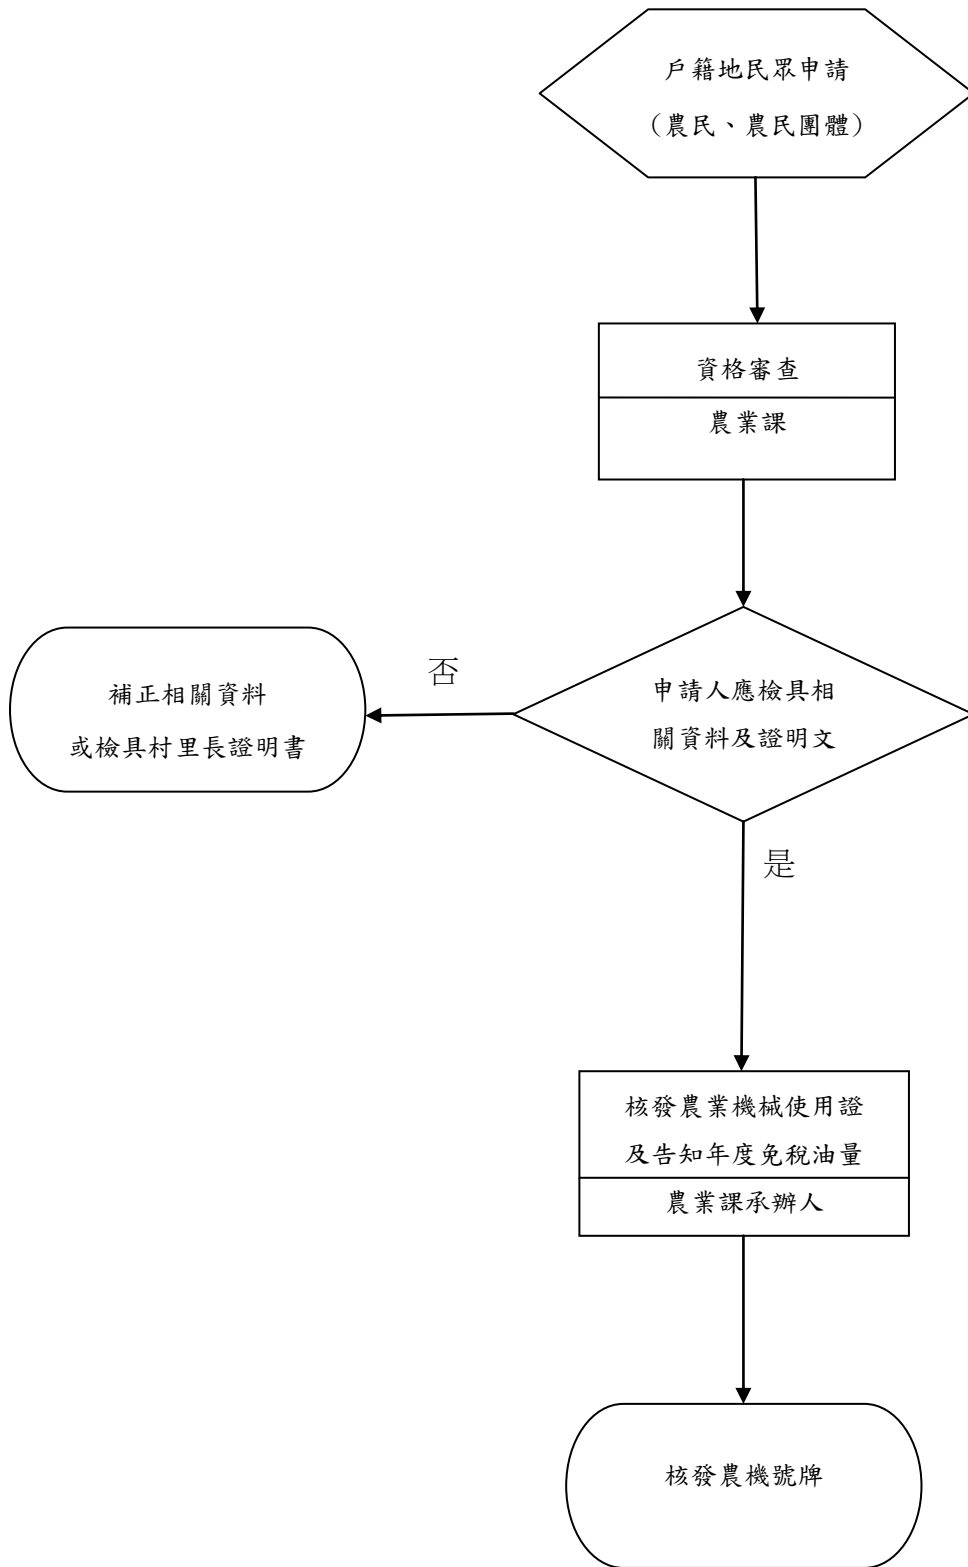 戶籍地民眾申請
（農民、農民團體）
資格審查
農業課
申請人應檢具相
關資料及證明文
否
補正相關資料
或檢具村里長證明書
是
核發農業機械使用證
及告知年度免稅油量
農業課承辦人
核發農機號牌